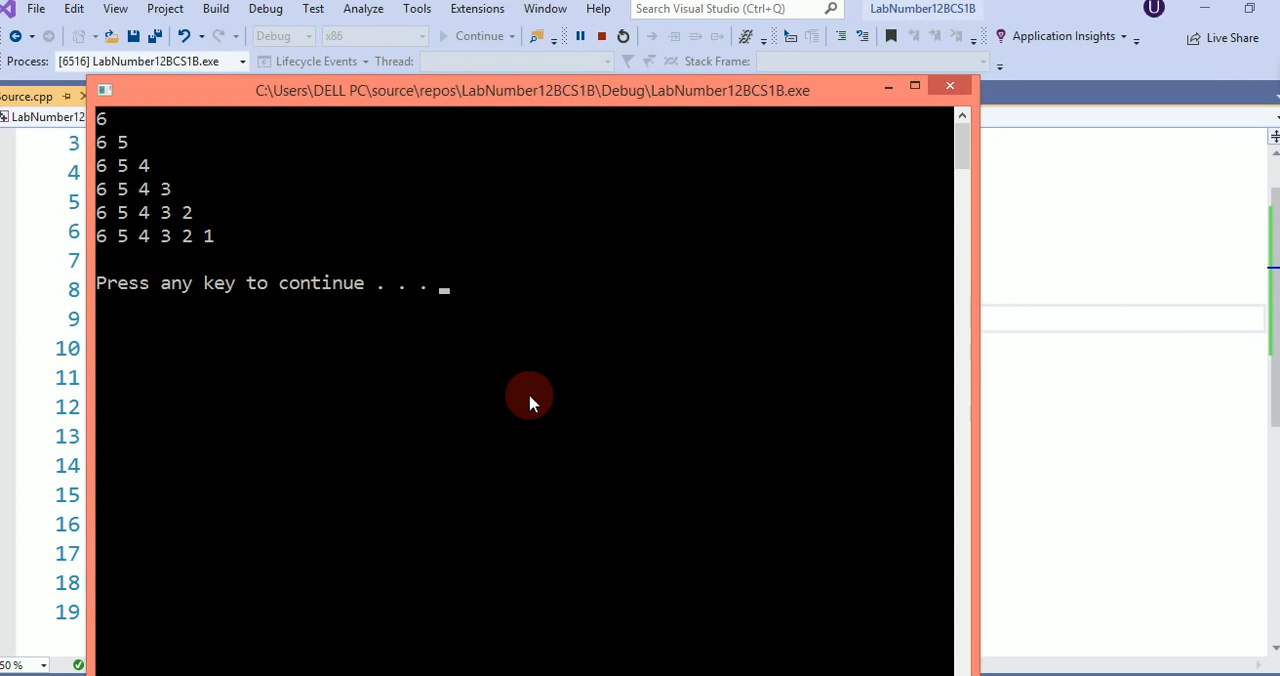 File Edit View Project Build Debug Test Analyze Tools Extensions Window Help Search Visual Studio (Ctrl+Q) LabNumber12BCS1B U
Debug x86 Continue Application Insights Live Share
Process: [6516] LabNumber12BCS1B.exe Lifecycle Events Thread: Stack Frame:
C:\Users\DELL PC\source\repos\LabNumber12BCS1B\Debug\LabNumber12BCS1B.exe
ource.cpp
LabNumber12
6
6 5
6 5 4
6 5 4 3
6 5 4 3 2
6 5 4 3 2 1
Press any key to continue . . .
3
4
5
6
7
8
9
10
11
12
13
14
15
16
17
18
19
50 %